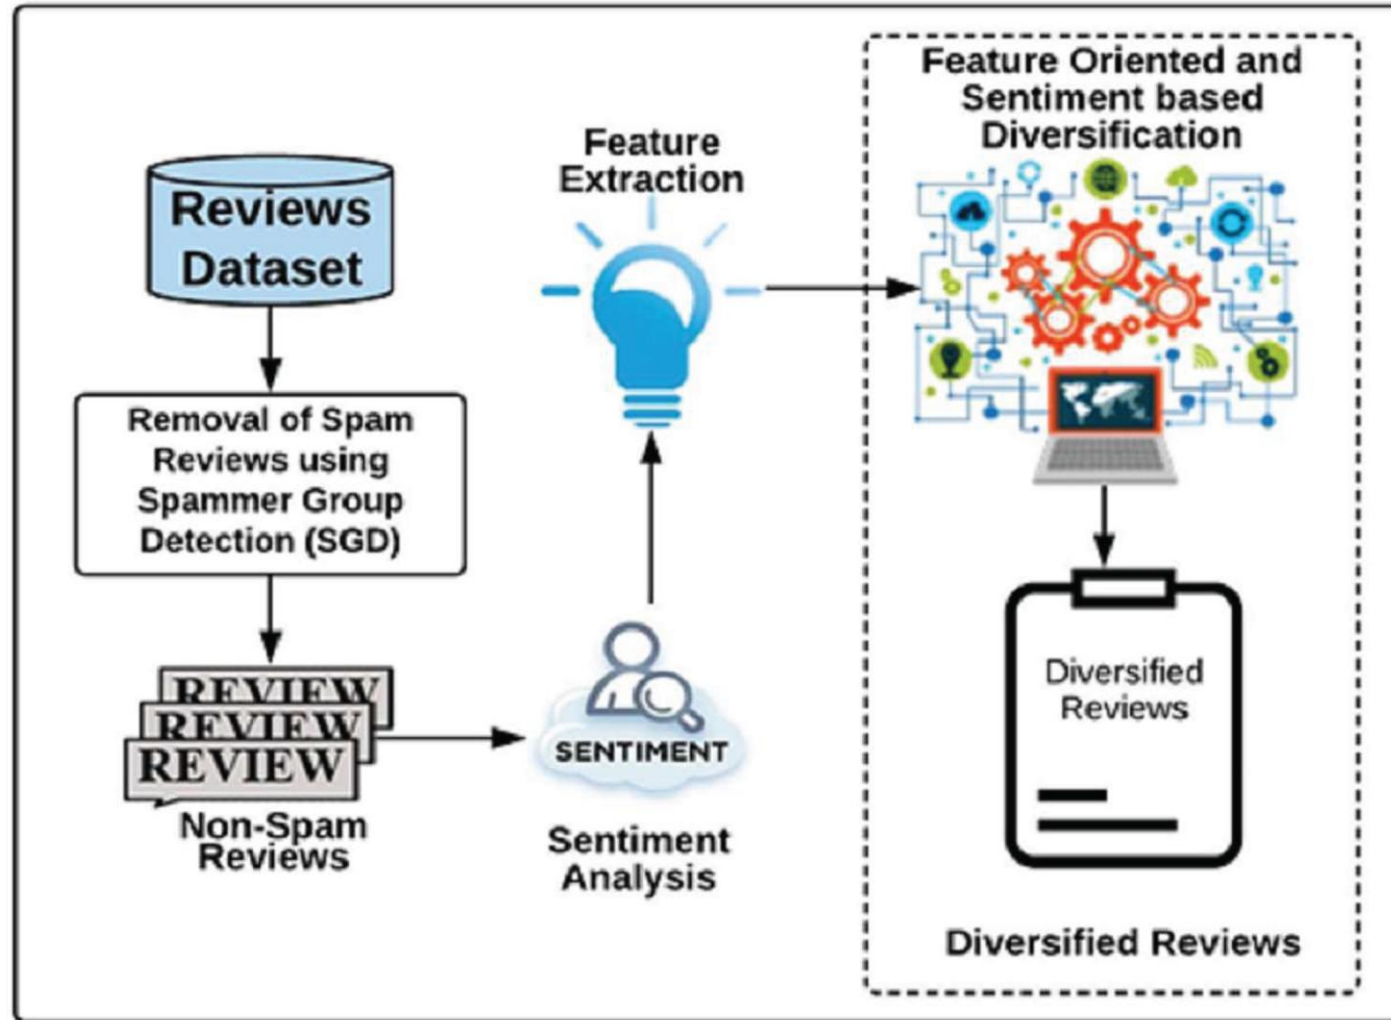 Reviews
Dataset
Removal of Spam
Reviews using
Spammer Group
Detection (SGD)
REVIEW
REVIEW
REVIEW
Non-Spam
Reviews
SENTIMENT
Sentiment
Analysis
Feature
Extraction
Feature Oriented and
Sentiment based
Diversification
Diversified
Reviews
Diversified Reviews